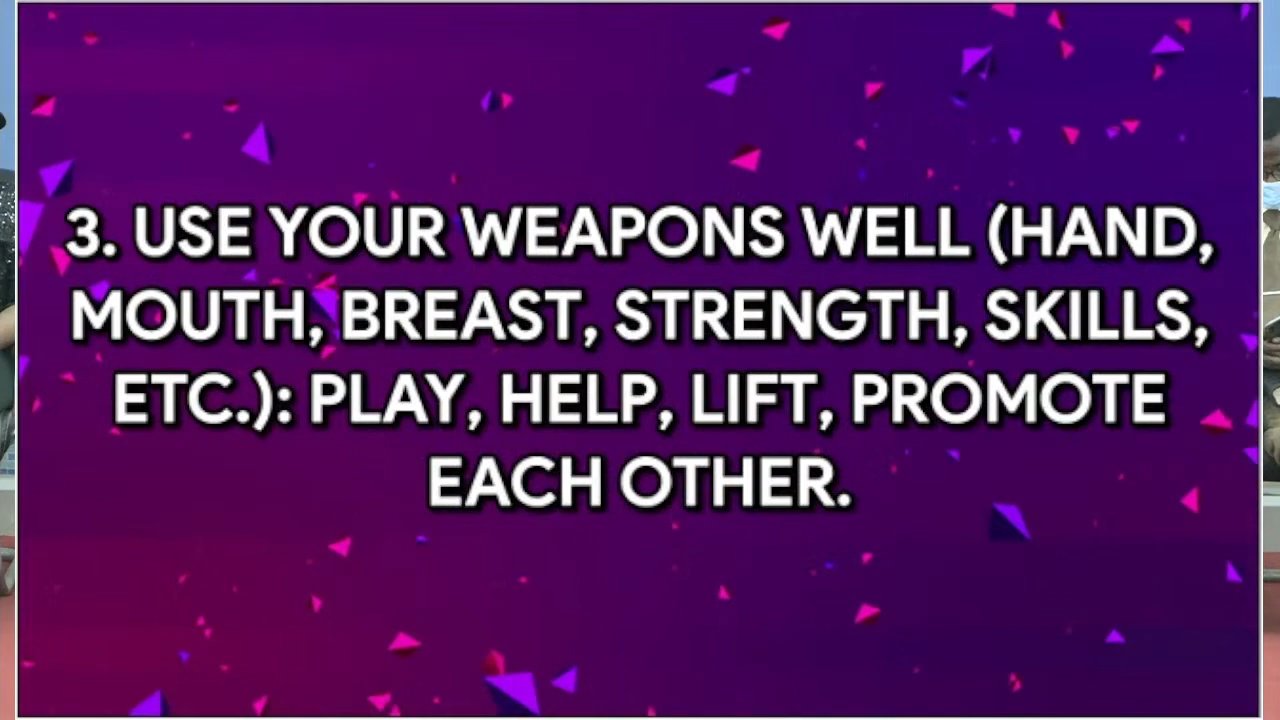 3. USE YOUR WEAPONS WELL (HAND,
MOUTH, BREAST, STRENGTH, SKILLS,
ETC.): PLAY, HELP, LIFT, PROMOTE
EACH OTHER.